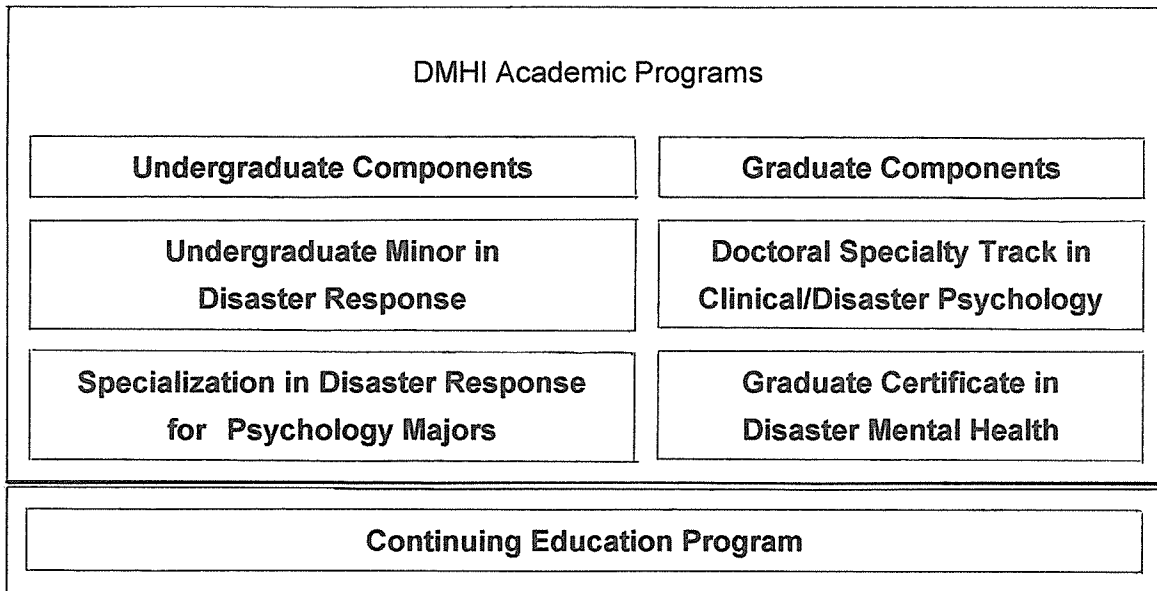 DMHI Academic Programs
Undergraduate Components
Graduate Components
Undergraduate Minor in
Disaster Response
Doctoral Specialty Track in
Clinical/Disaster Psychology
Specialization in Disaster Response
for Psychology Majors
Graduate Certificate in
Disaster Mental Health
Continuing Education Program